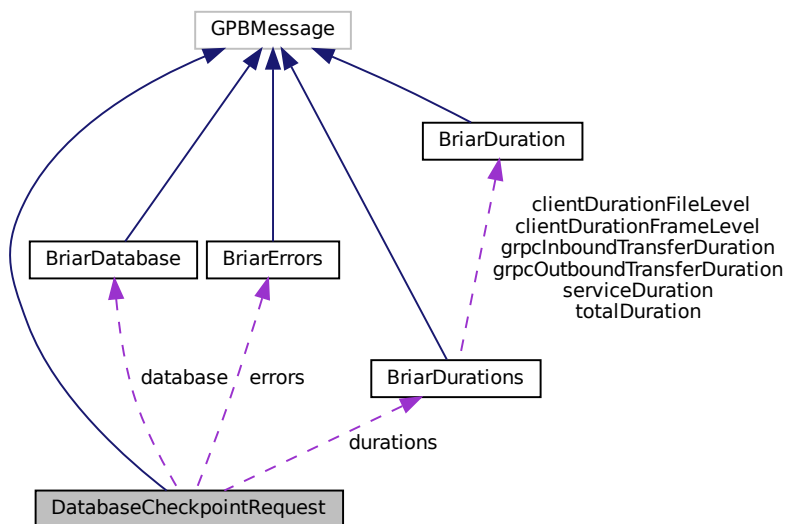 GPBMessage
BriarDuration
clientDurationFileLevel
clientDurationFrameLevel
grpcInboundTransferDuration
grpcOutboundTransferDuration
serviceDuration
totalDuration
BriarDatabase
BriarErrors
BriarDurations
database
errors
durations
DatabaseCheckpointRequest